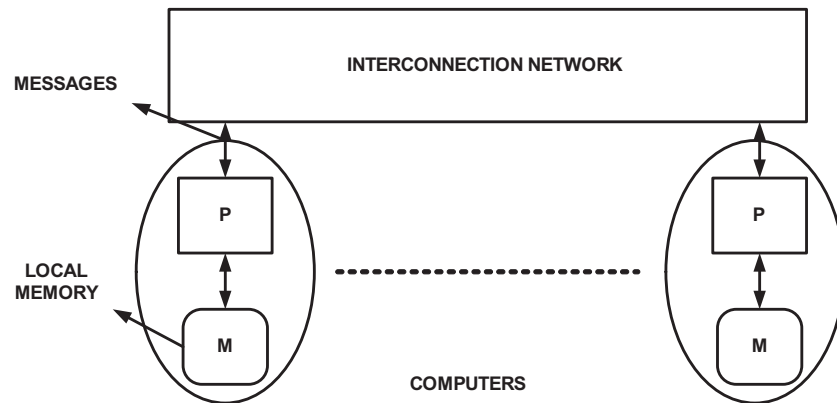 INTERCONNECTION NETWORK
MESSAGES
P
P
LOCAL
MEMORY
M
M
COMPUTERS